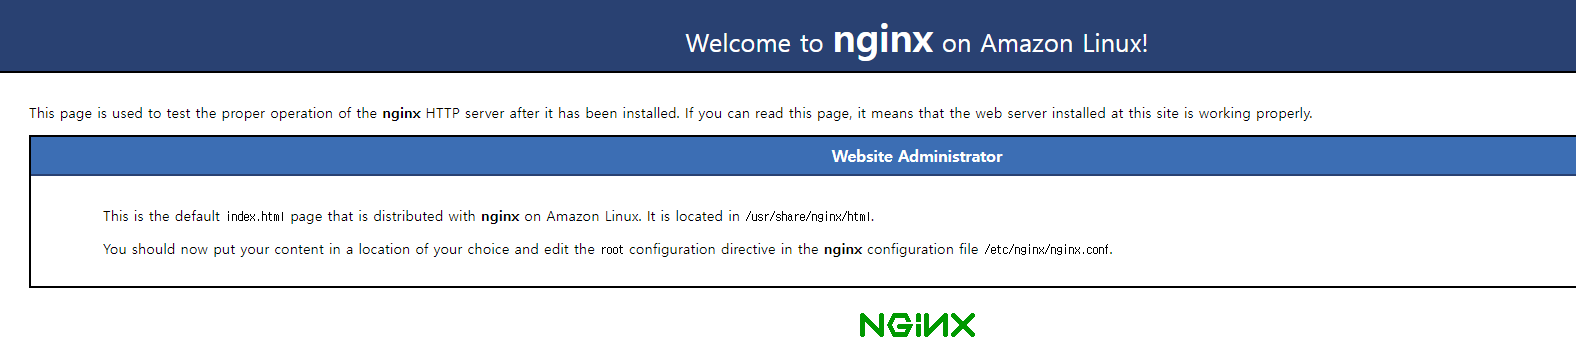 Welcome to nginx on Amazon Linux!
This page is used to test the proper operation of the nginx HTTP server after it has been installed. If you can read this page, it means that the web server installed at this site is working properly.
Website Administrator
This is the default index.html page that is distributed with nginx on Amazon Linux. It is located in /usr/share/nginx/html.
You should now put your content in a location of your choice and edit the root configuration directive in the nginx configuration file /etc/nginx/nginx.conf.
NGiNX